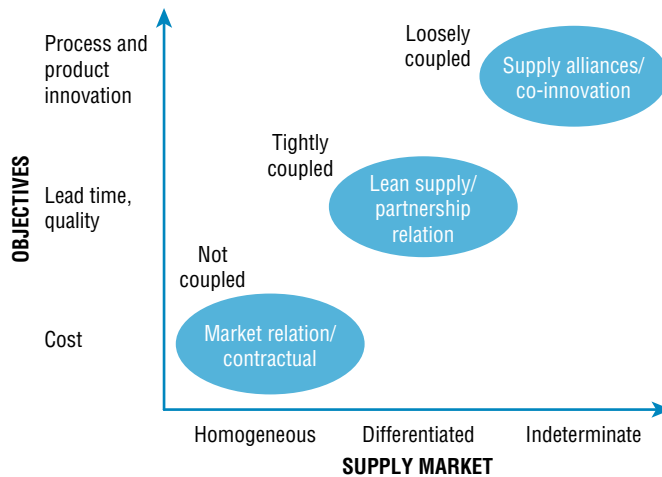 Process and
product
innovation
Loosely
coupled
Supply alliances/
co-innovation
Tightly
coupled
OBJECTIVES
Lead time,
quality
Lean supply/
partnership
relation
Not
coupled
Cost
Market relation/
contractual
Homogeneous
Differentiated
Indeterminate
SUPPLY MARKET